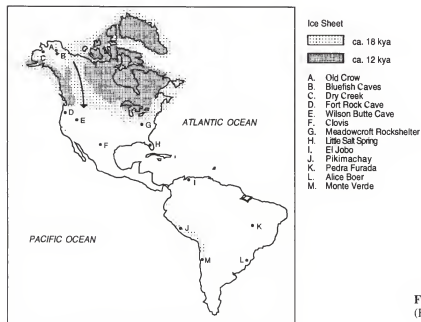 Ice Sheet
ca. 18 kya
ca. 12 kya
A. Old Crow
B. Bluefish Caves
C. Dry Creek
D. Fort Rock Cave
E. Wilson Butte Cave
F. Clovis
G. Meadowcroft Rockshelter
H. Little Salt Spring
I. El Jobo
J. Pikimachay
K. Pedra Furada
L. Alice Boer
M. Monte Verde
A
B
C
D
E
G
ATLANTIC OCEAN
F
H
I
PACIFIC OCEAN
J
K
M
L
F